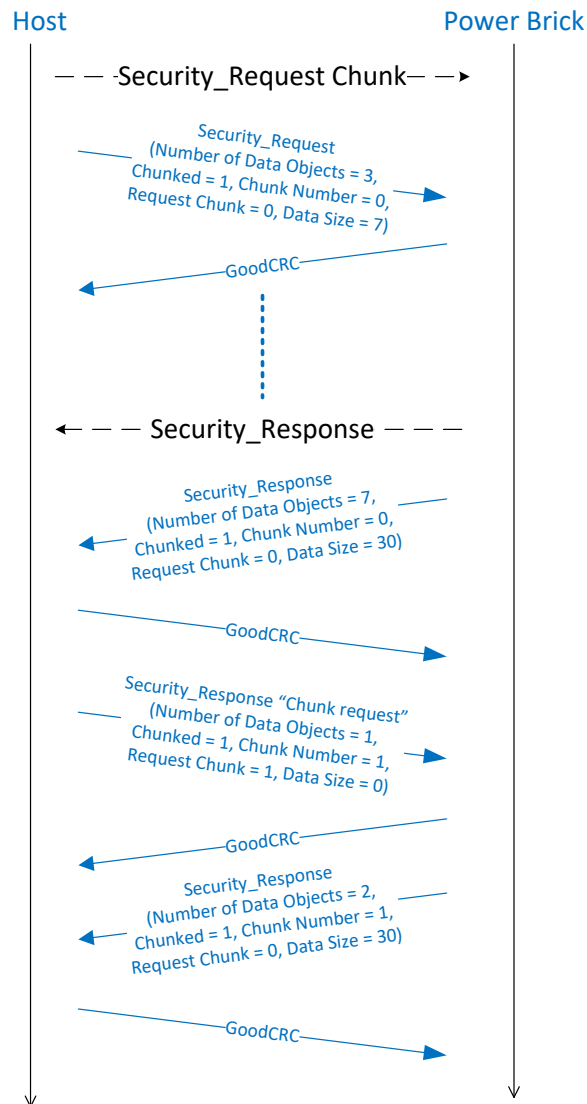 Host
Power Brick
Security_Request Chunk
Security_Request
(Number of Data Objects = 3,
Chunked = 1, Chunk Number = 0,
Request Chunk = 0, Data Size = 7)
GoodCRC
Security_Response
Security_Response
(Number of Data Objects = 7,
Chunked = 1, Chunk Number = 0,
Request Chunk = 0, Data Size = 30)
GoodCRC
Security_Response “Chunk request”
(Number of Data Objects = 1,
Chunked = 1, Chunk Number = 1,
Request Chunk = 1, Data Size = 0)
GoodCRC
Security_Response
(Number of Data Objects = 2,
Chunked = 1, Chunk Number = 1,
Request Chunk = 0, Data Size = 30)
GoodCRC